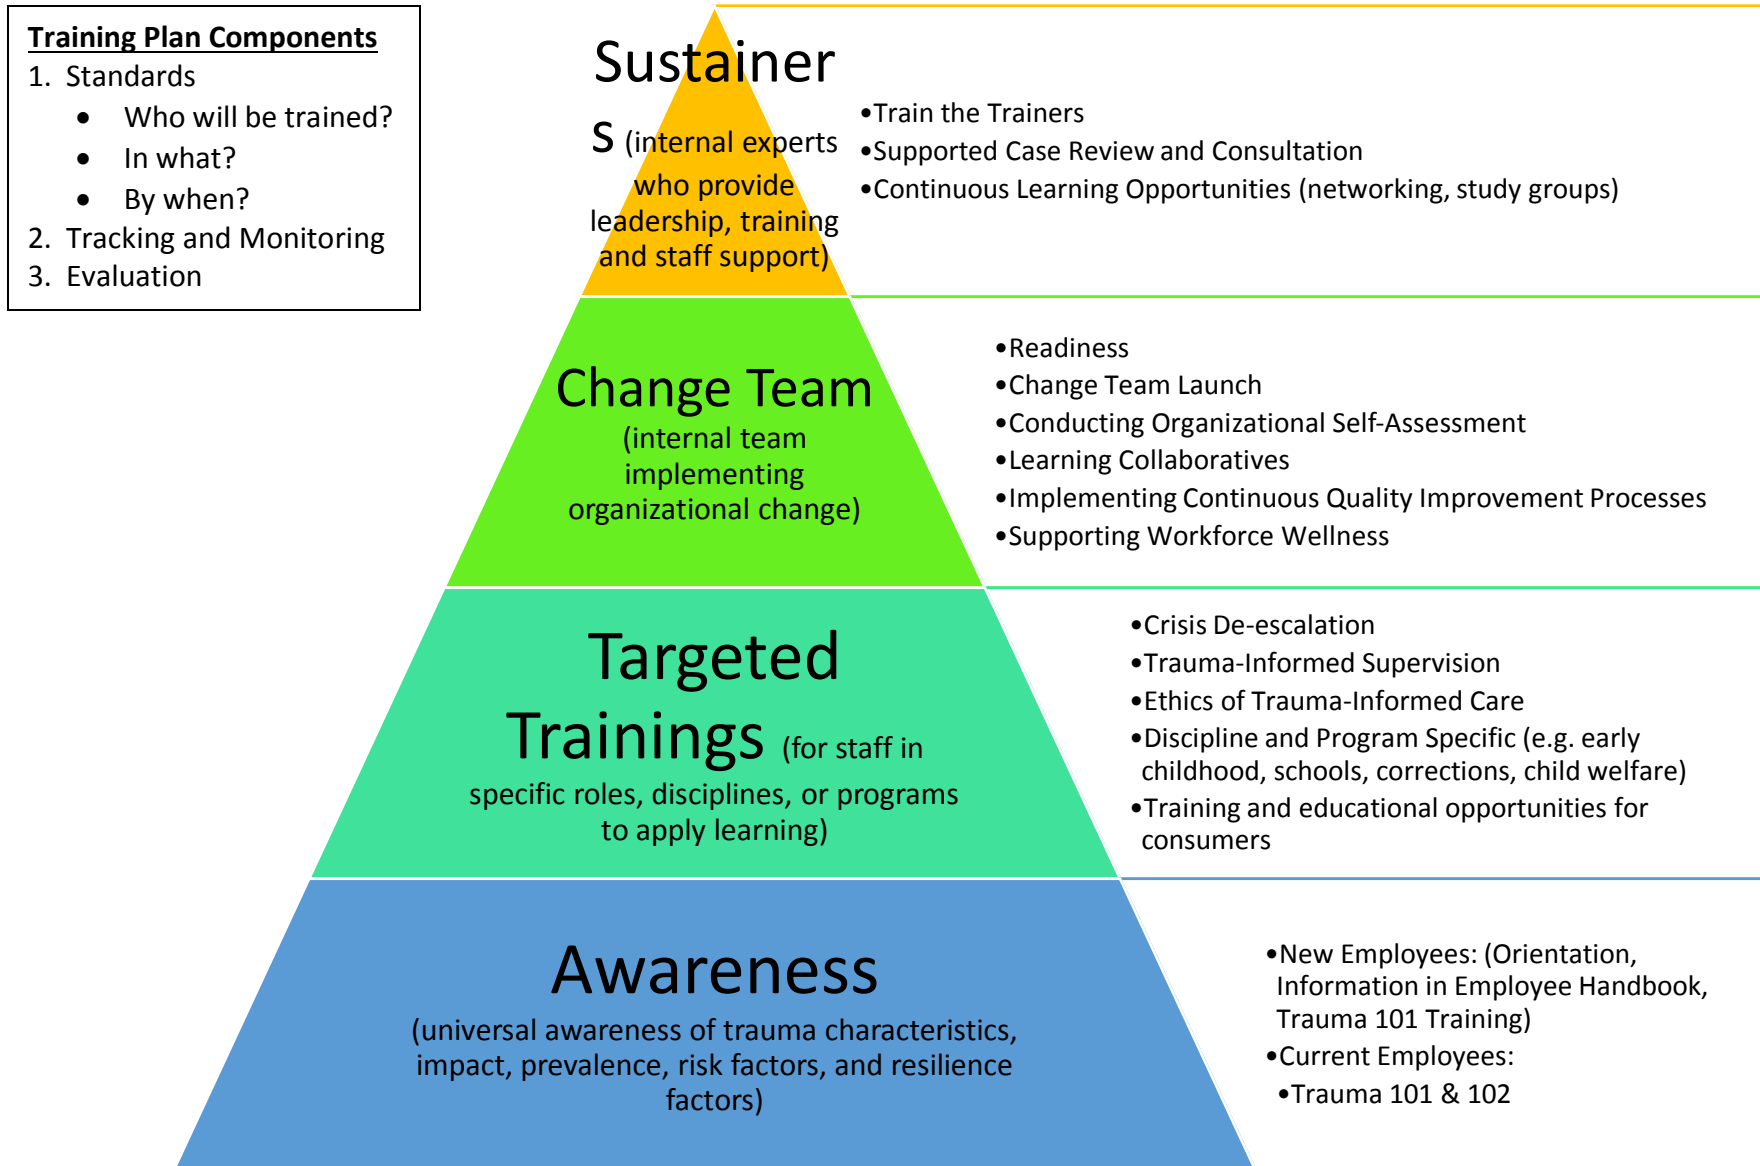 Training Plan Components
1. Standards
• Who will be trained?
• In what?
• By when?
2. Tracking and Monitoring
3. Evaluation
Sustainer
s (internal experts
who provide
leadership, training
and staff support)
•Train the Trainers
•Supported Case Review and Consultation
•Continuous Learning Opportunities (networking, study groups)
Change Team
(internal team
implementing
organizational change)
•Readiness
•Change Team Launch
•Conducting Organizational Self-Assessment
•Learning Collaboratives
•Implementing Continuous Quality Improvement Processes
•Supporting Workforce Wellness
Targeted
Trainings (for staff in
specific roles, disciplines, or programs
to apply learning)
•Crisis De-escalation
•Trauma-Informed Supervision
•Ethics of Trauma-Informed Care
•Discipline and Program Specific (e.g. early
childhood, schools, corrections, child welfare)
•Training and educational opportunities for
consumers
Awareness
(universal awareness of trauma characteristics,
impact, prevalence, risk factors, and resilience
factors)
•New Employees: (Orientation,
Information in Employee Handbook,
Trauma 101 Training)
•Current Employees:
•Trauma 101 & 102